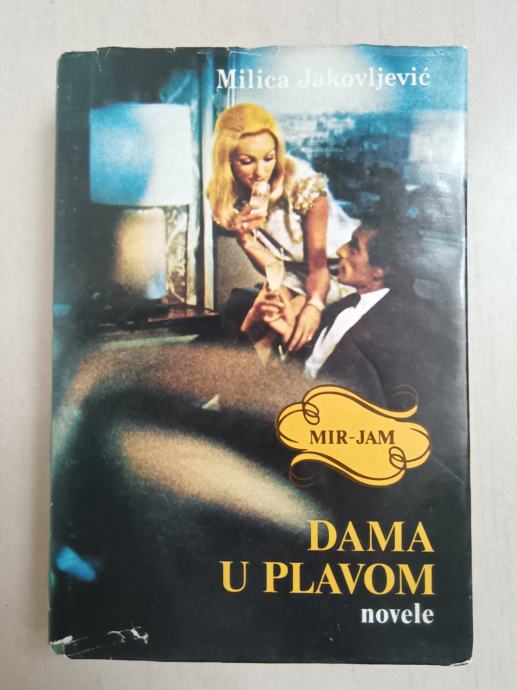 Milica Jakovljević
MIR-JAM
DAMA
U PLAVOM
novele